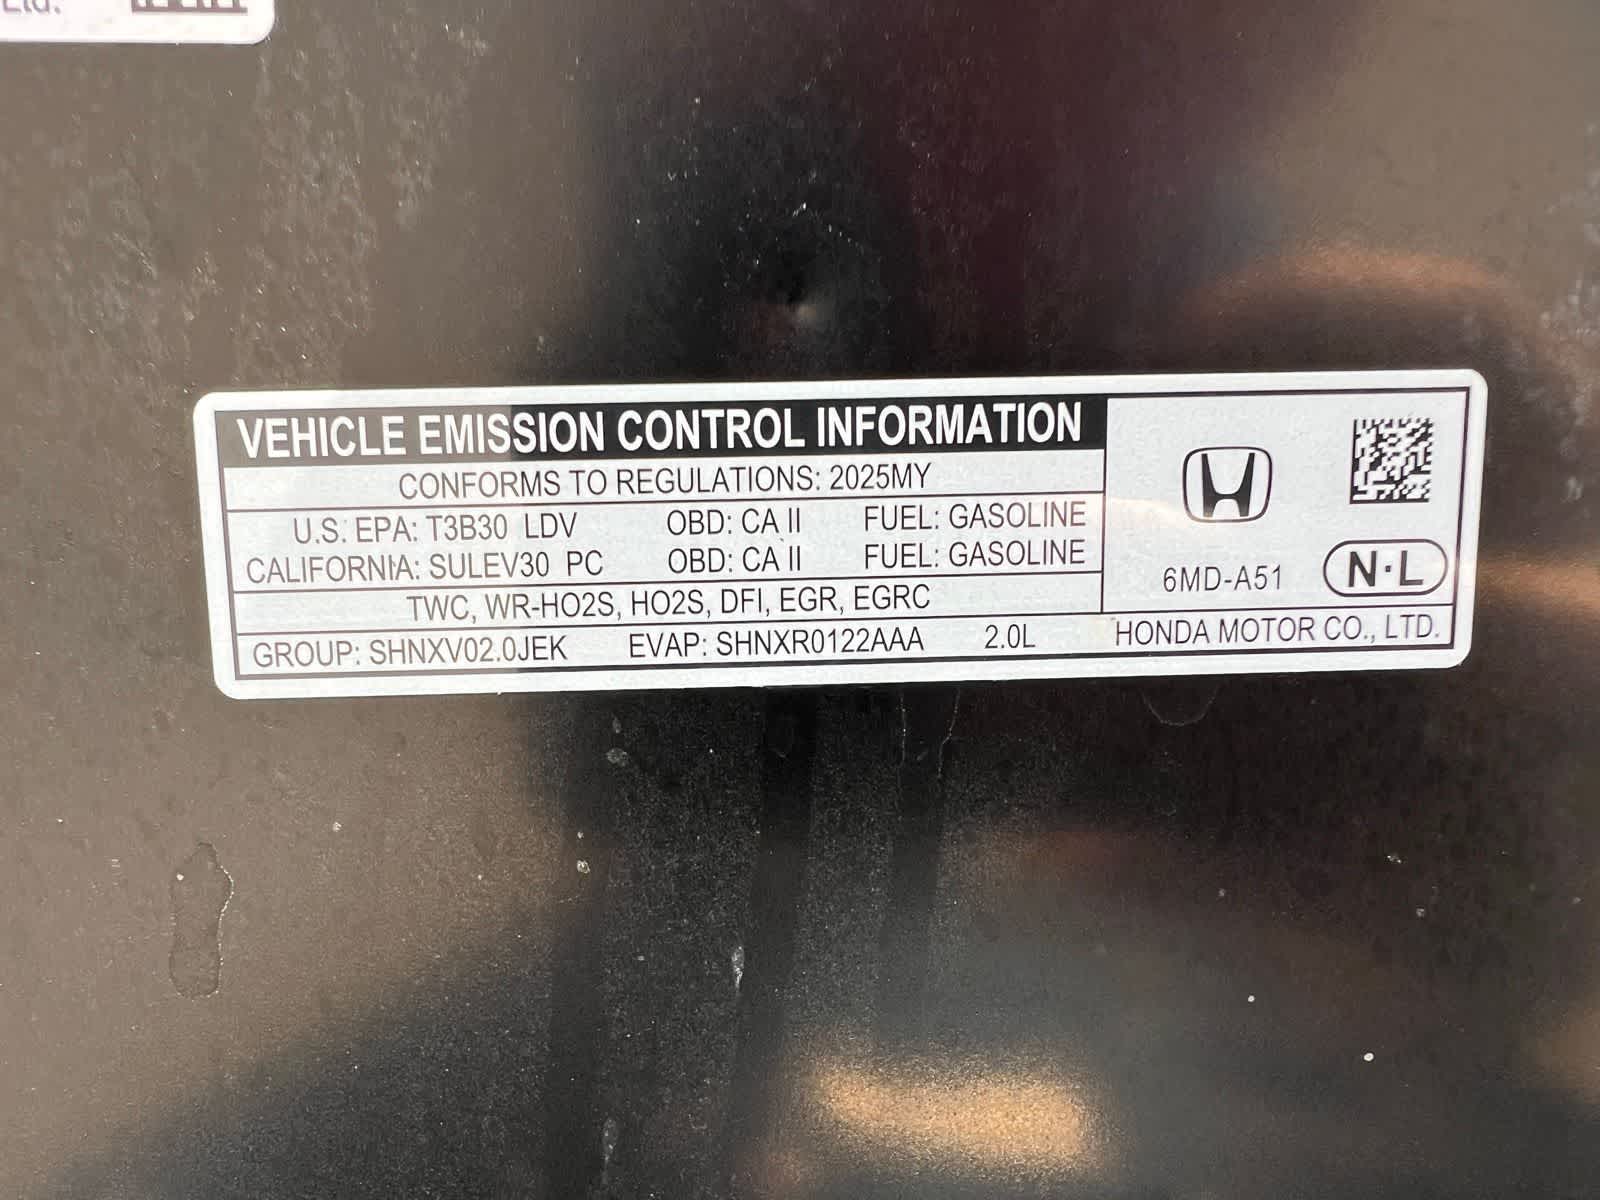 Ltd.
VEHICLE EMISSION CONTROL INFORMATION
CONFORMS TO REGULATIONS: 2025MY
U.S. EPA: T3B30 LDV OBD: CA II FUEL: GASOLINE
CALIFORNIA: SULEV30 PC OBD: CA II FUEL: GASOLINE
TWC, WR-HO2S, HO2S, DFI, EGR, EGRC
GROUP: SHNXV02.0JEK EVAP: SHNXR0122AAA 2.0L
6MD-A51 N·L
HONDA MOTOR CO., LTD.